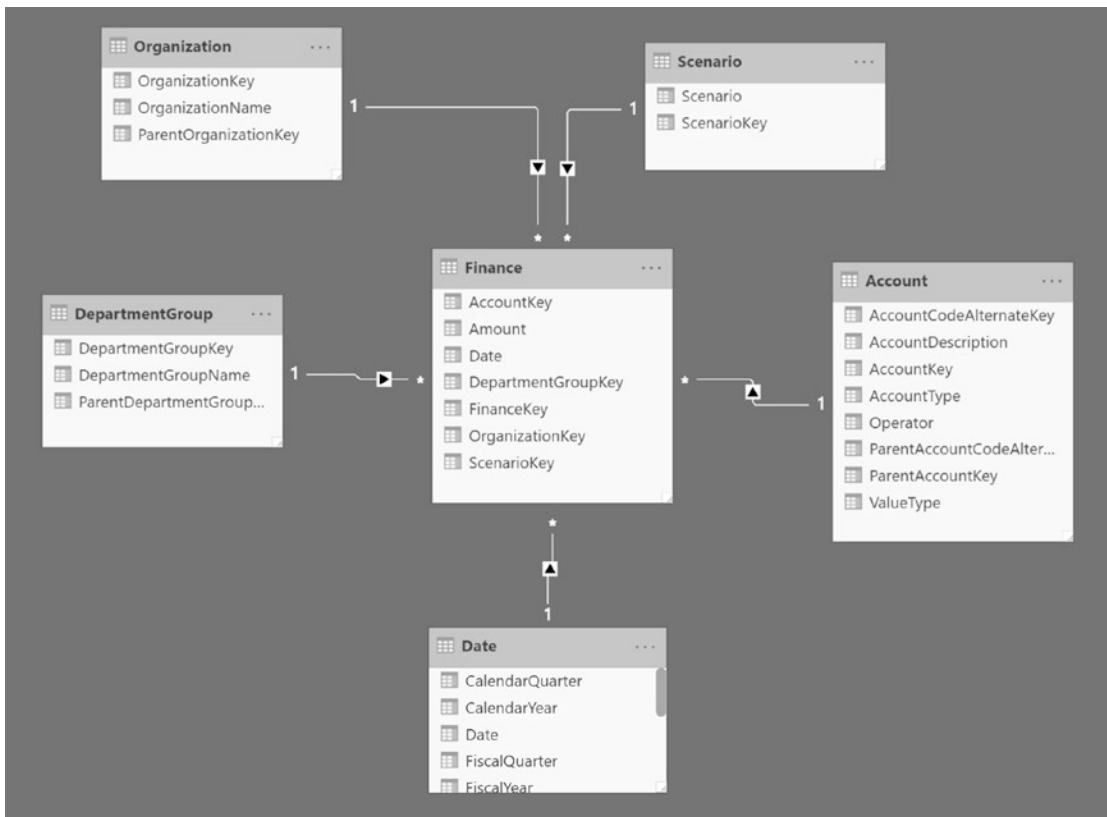 Organization
OrganizationKey
OrganizationName
ParentOrganizationKey
1
Scenario
Scenario
ScenarioKey
1
*
*
DepartmentGroup
DepartmentGroupKey
DepartmentGroupName
ParentDepartmentGroup...
1
*
Finance
AccountKey
Amount
Date
DepartmentGroupKey
FinanceKey
OrganizationKey
ScenarioKey
*
1
Account
AccountCodeAlternateKey
AccountDescription
AccountKey
AccountType
Operator
ParentAccountCodeAlter...
ParentAccountKey
ValueType
*
1
Date
CalendarQuarter
CalendarYear
Date
FiscalQuarter
FiscalYear